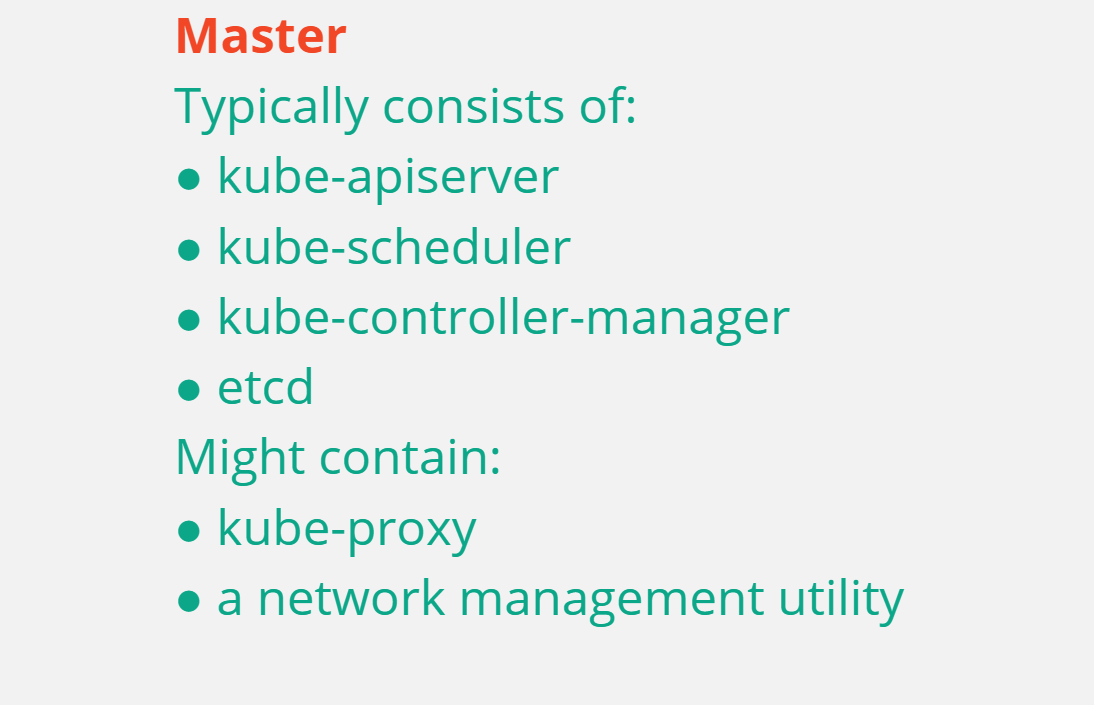 Master
Typically consists of:
● kube-apiserver
● kube-scheduler
● kube-controller-manager
● etcd
Might contain:
● kube-proxy
● a network management utility